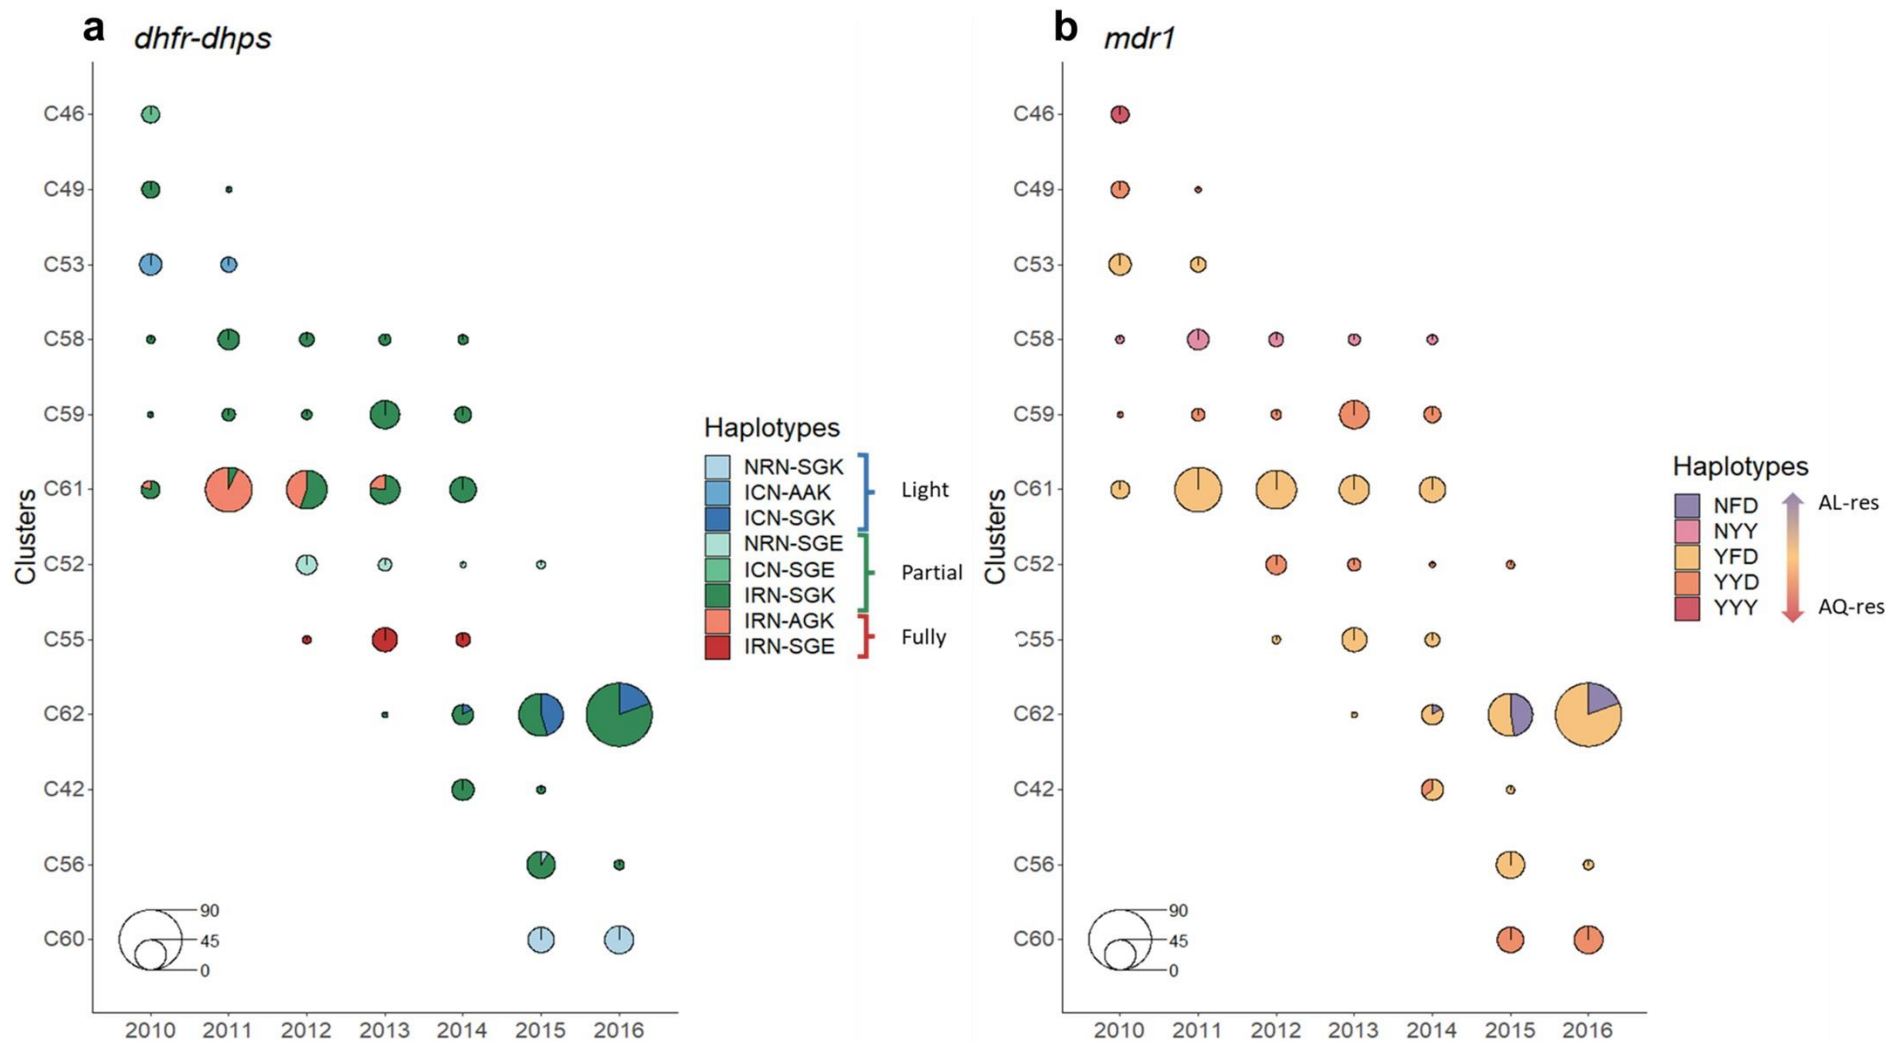 a dhfr-dhps
C46
C49
C53
C58
C59
C61
C52
C55
C62
C42
C56
C60
Clusters
90
45
0
2010 2011 2012 2013 2014 2015 2016
Haplotypes
NRN-SGK
ICN-AAK
ICN-SGK
NRN-SGE
ICN-SGE
IRN-SGK
IRN-AGK
IRN-SGE
Light
Partial
Fully
b mdr1
C46
C49
C53
C58
C59
C61
C52
C55
C62
C42
C56
C60
Clusters
90
45
0
2010 2011 2012 2013 2014 2015 2016
Haplotypes
NFD
NYY
YFD
YYD
YYY
AL-res
AQ-res